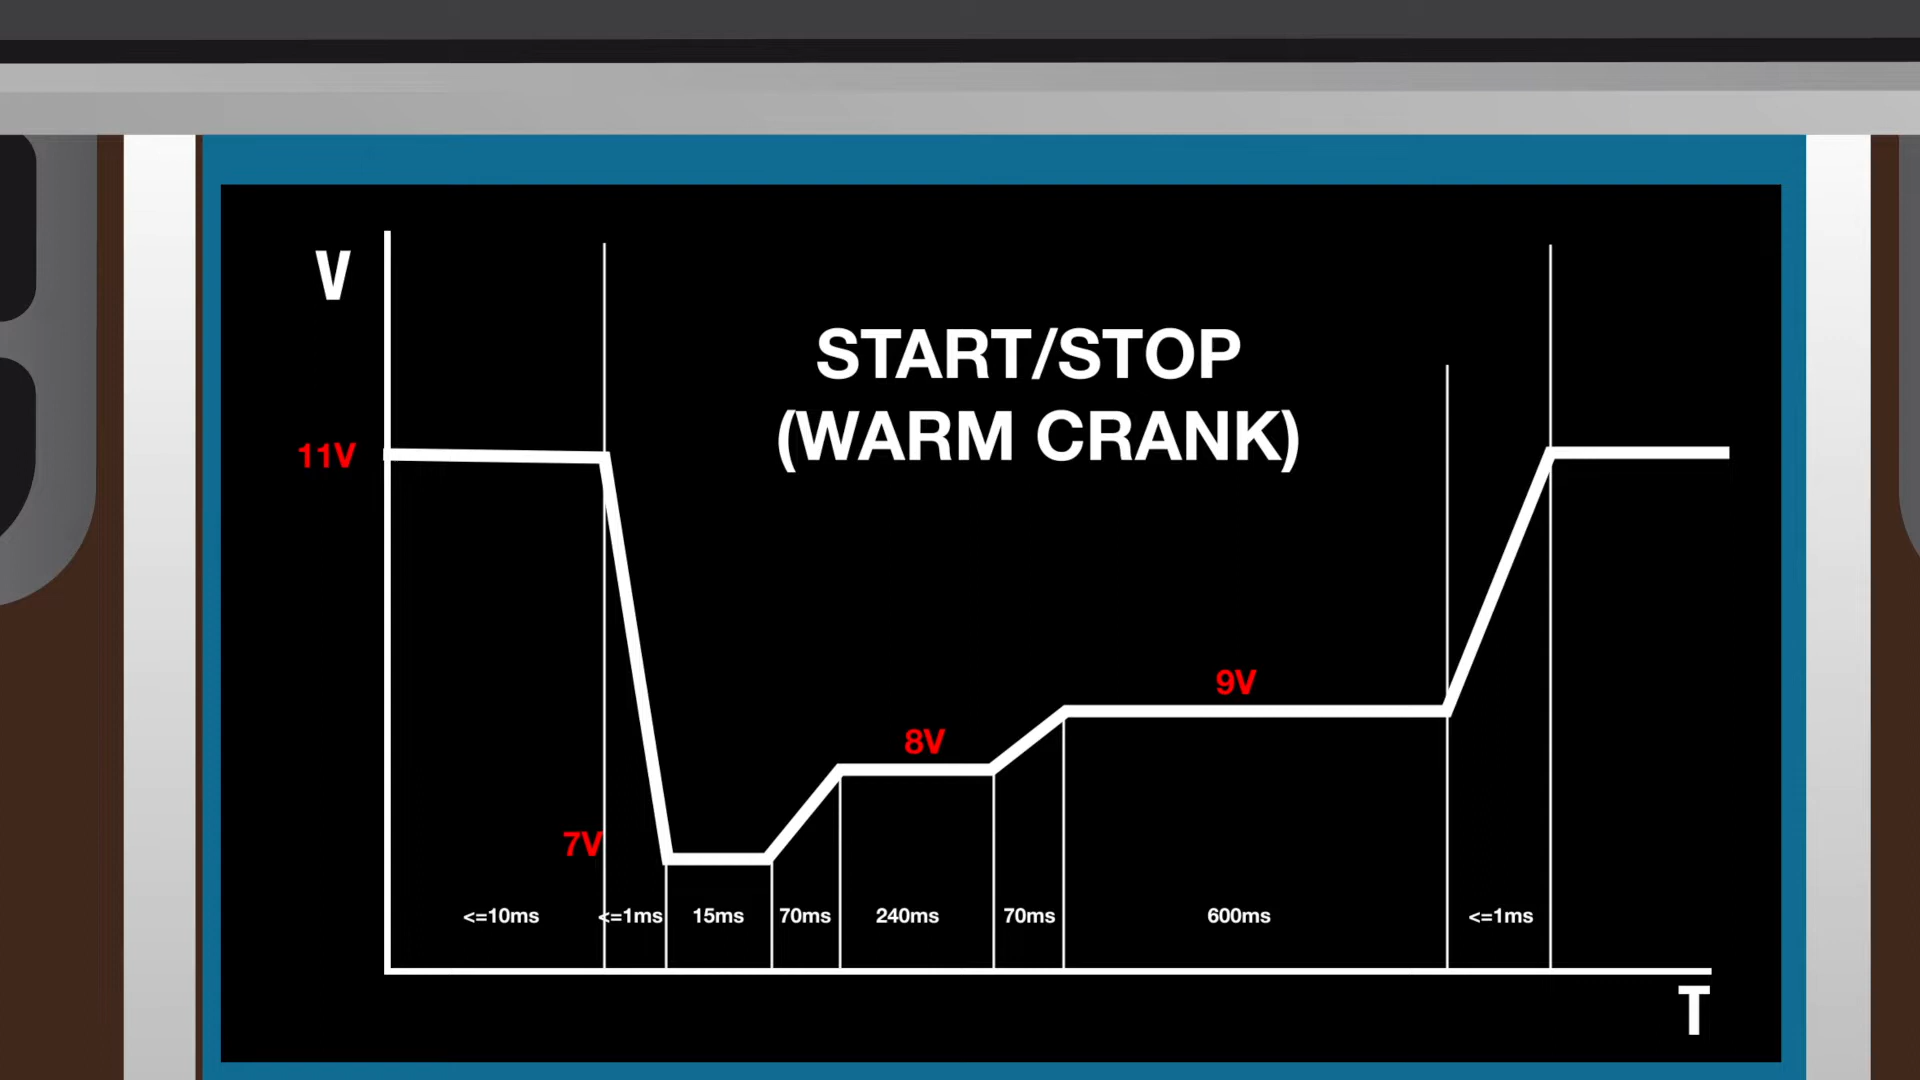 V
START/STOP
(WARM CRANK)
11V
9V
8V
7V
<=10ms
<=1ms
15ms
70ms
240ms
70ms
600ms
<=1ms
T